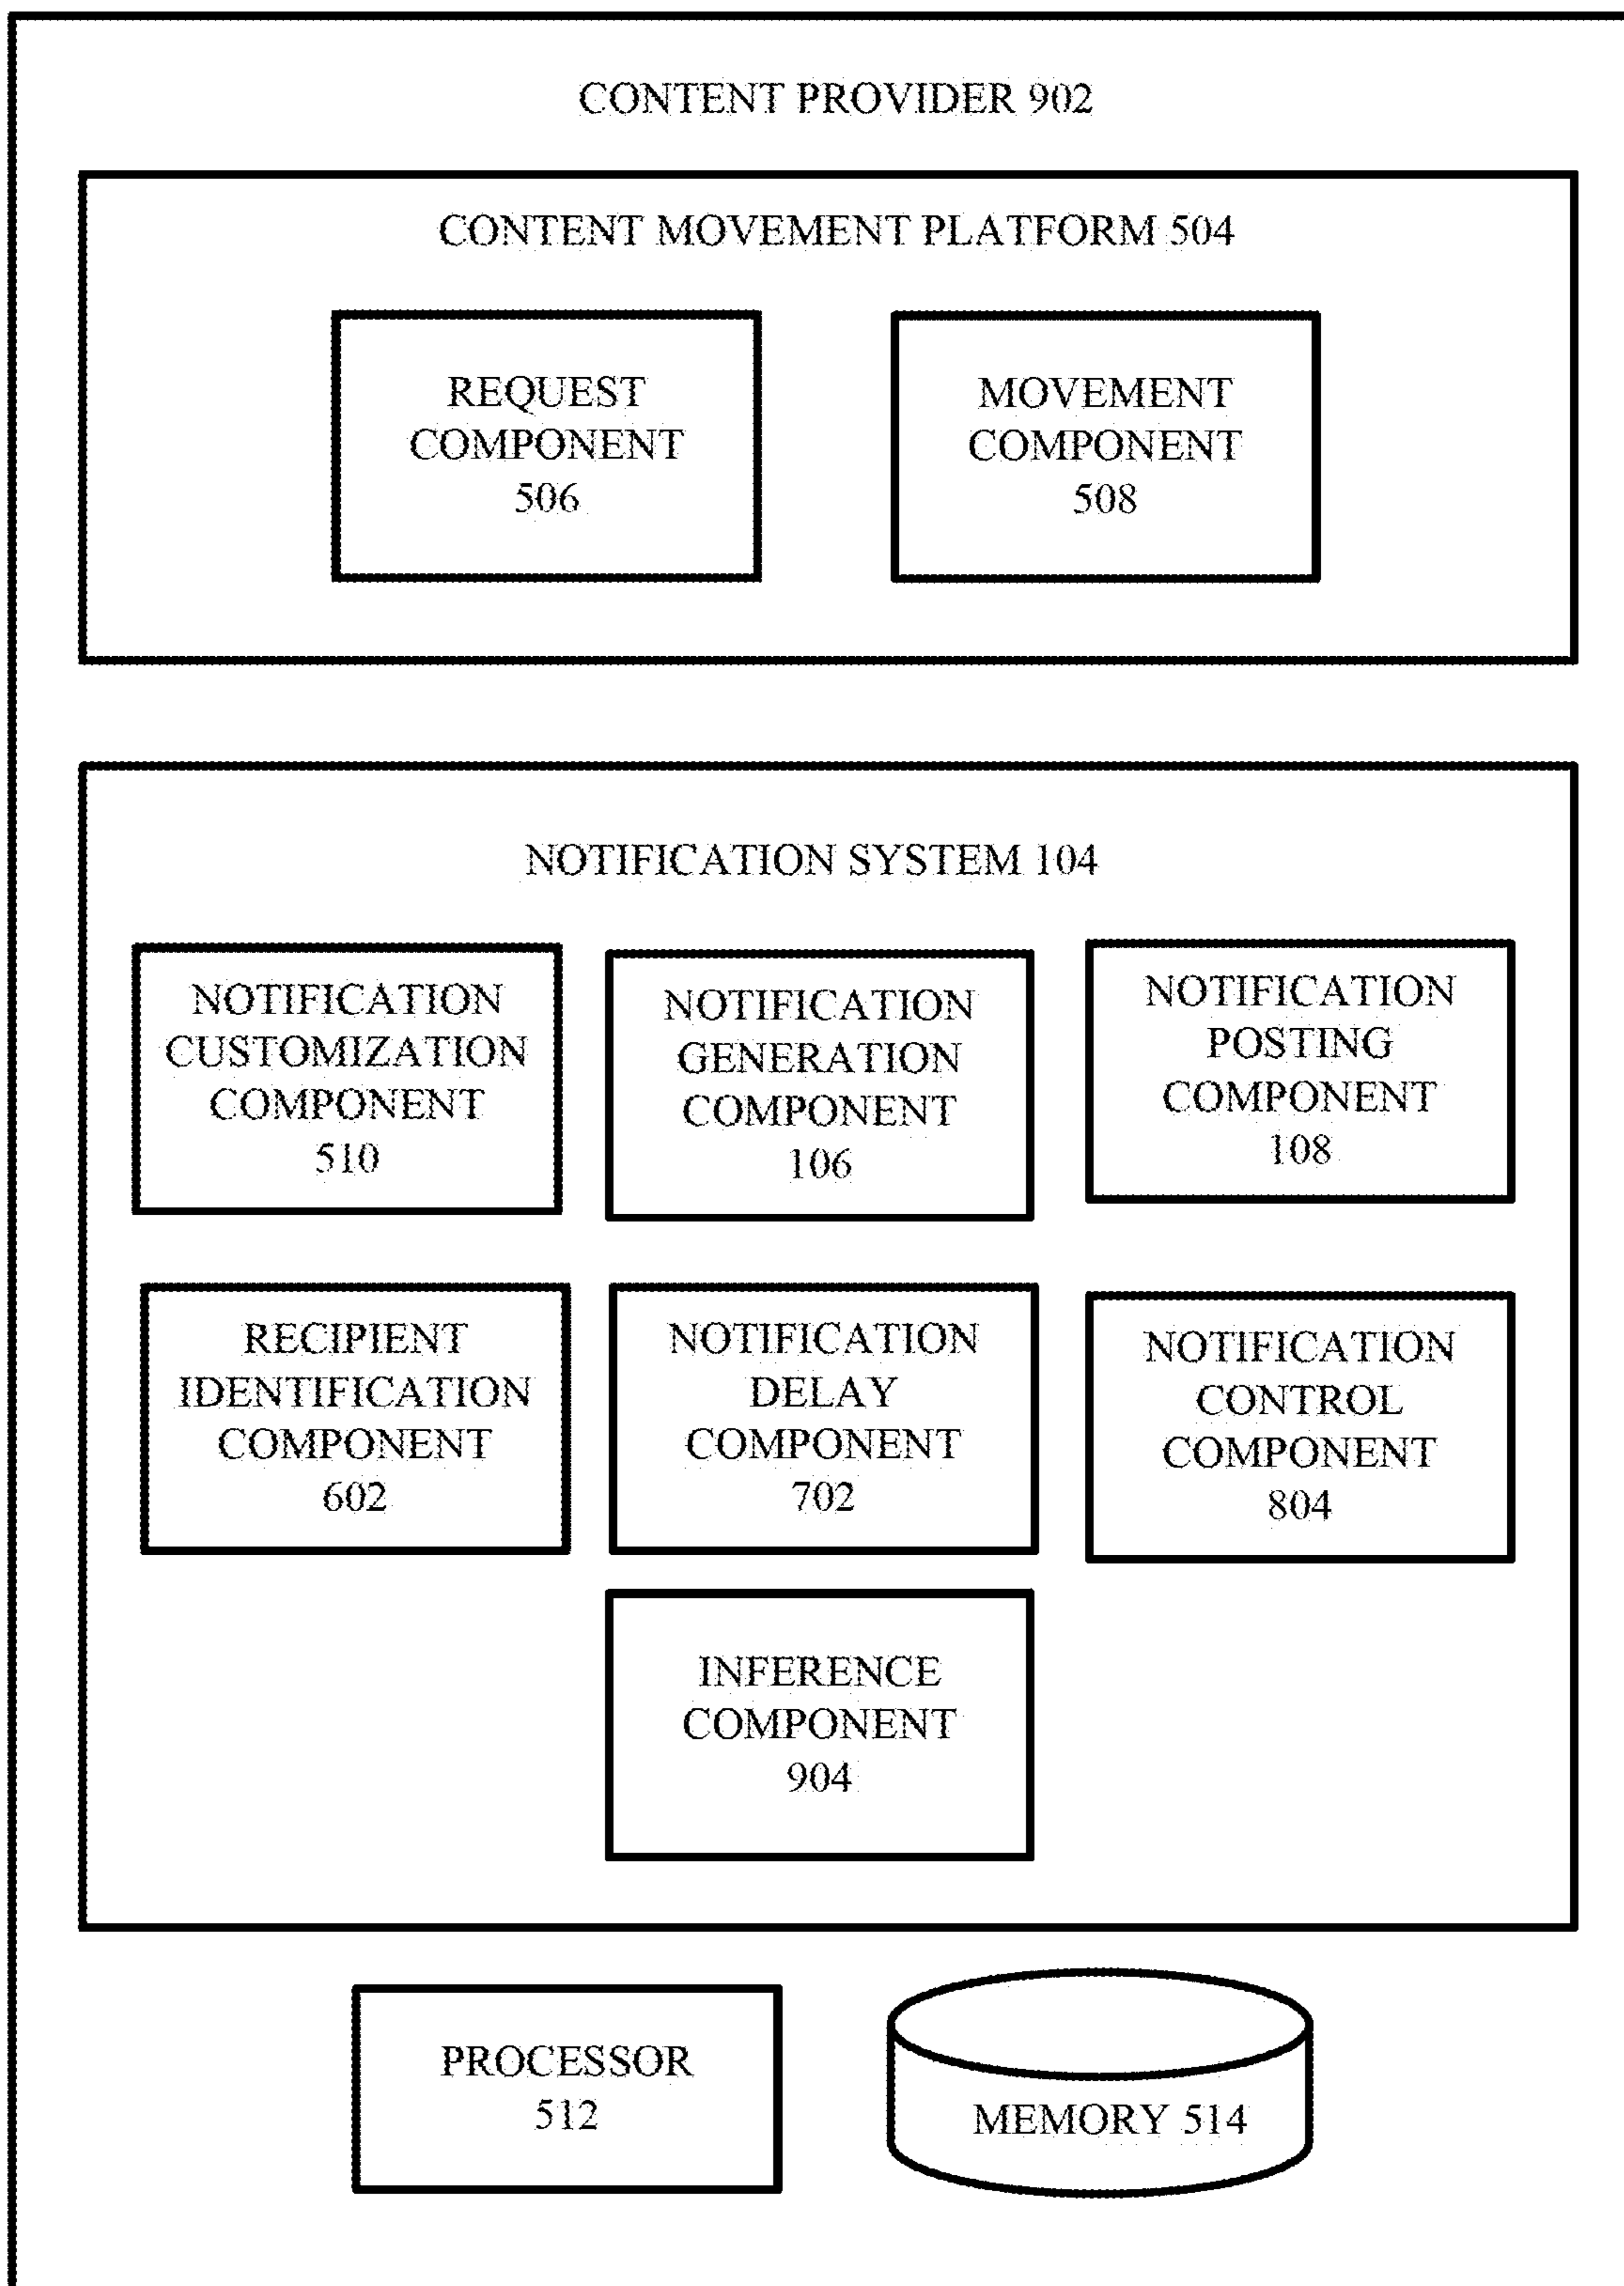 CONTENT PROVIDER 902
CONTENT MOVEMENT PLATFORM 504
REQUEST
COMPONENT
506
MOVEMENT
COMPONENT
508
NOTIFICATION SYSTEM 104
NOTIFICATION
CUSTOMIZATION
COMPONENT
510
NOTIFICATION
GENERATION
COMPONENT
106
NOTIFICATION
POSTING
COMPONENT
108
RECIPIENT
IDENTIFICATION
COMPONENT
602
NOTIFICATION
DELAY
COMPONENT
702
NOTIFICATION
CONTROL
COMPONENT
804
INFERENCE
COMPONENT
904
PROCESSOR
512
MEMORY 514